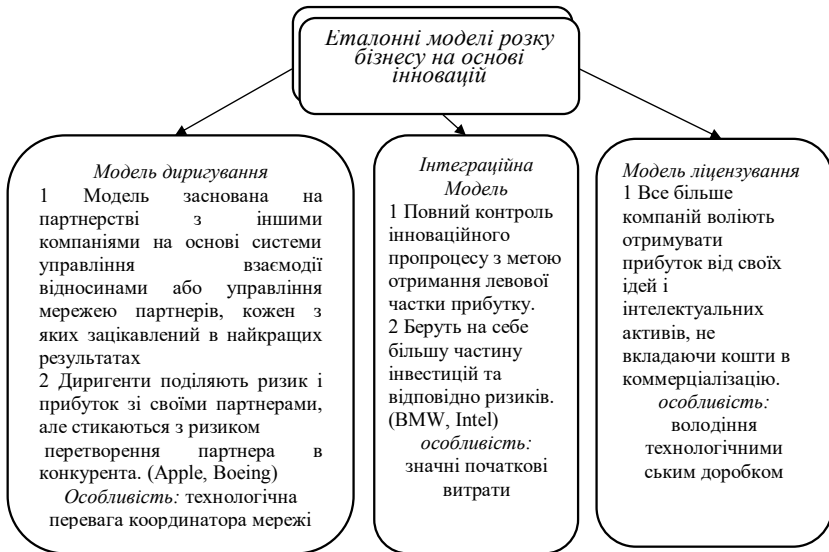 Еталонні моделі розку
бізнесу на основі
інновацій
Модель диригування
1 Модель заснована на
партнерстві з іншими
компаніями на основі системи
управління взаємодії
відносинами або управління
мережею партнерів, кожен з
яких зацікавлений в найкращих
результатах
2 Диригенти поділяють ризик і
прибуток зі своїми партнерами,
але стикаються з ризиком
перетворення партнера в
конкурента. (Apple, Boeing)
Особливість: технологічна
перевага координатора мережі
Інтеграційна
Модель
1 Повний контроль
інноваційного
пропроцесу з метою
отримання левової
частки прибутку.
2 Беруть на себе
більшу частину
інвестицій та
відповідно ризиків.
(BMW, Intel)
особливість:
значні початкові
витрати
Модель ліцензування
1 Все більше
компаній воліють
отримувати
прибуток від своїх
ідей і
інтелектуальних
активів, не
вкладаючи кошти в
коммерціалізацію.
особливість:
володіння
технологічними
ським доробком